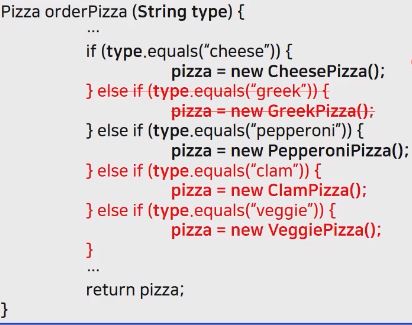 Pizza orderPizza (String type) {
...
if (type.equals(“cheese”)) {
pizza = new CheesePizza();
} else if (type.equals(“greek”)) {
pizza = new GreekPizza();
} else if (type.equals(“pepperoni”)) {
pizza = new PepperoniPizza();
} else if (type.equals(“clam”)) {
pizza = new ClamPizza();
} else if (type.equals(“veggie”)) {
pizza = new VeggiePizza();
}
...
return pizza;
}